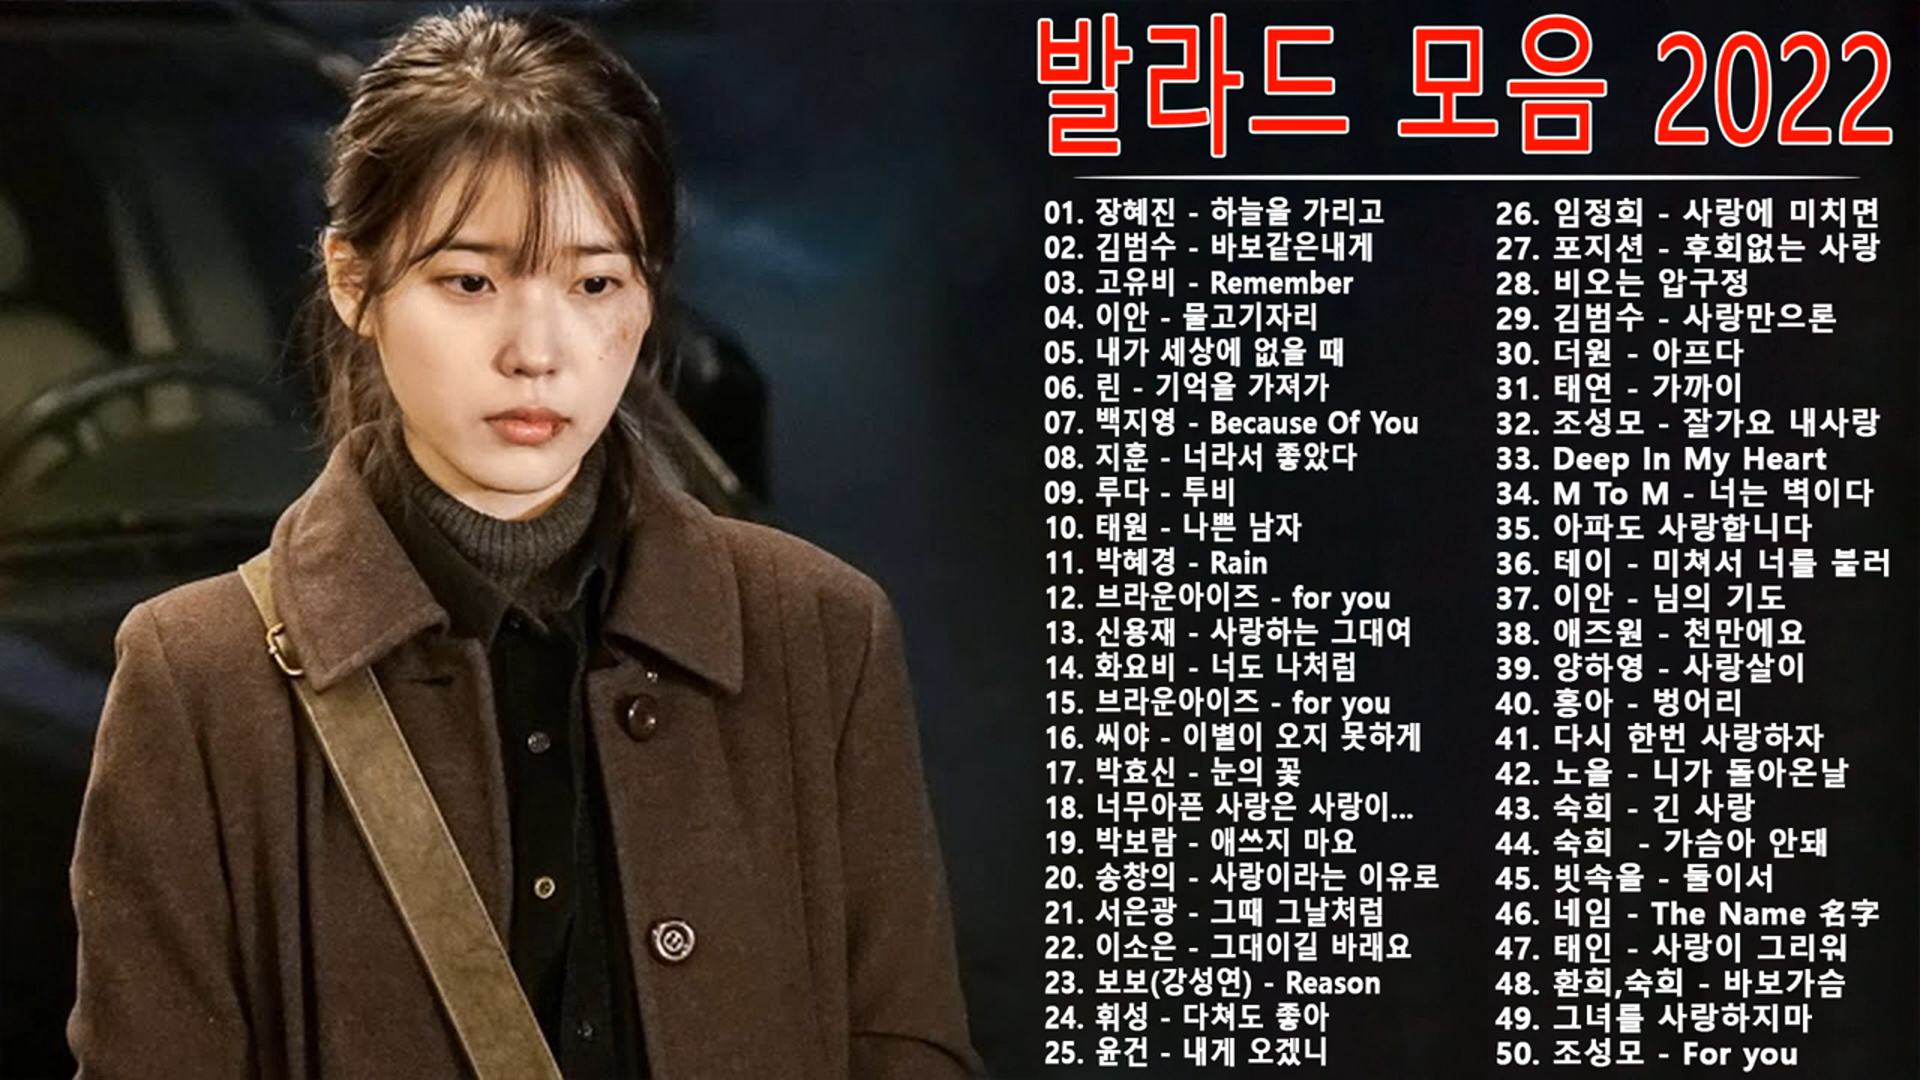 발라드 모음 2022
01. 장혜진 - 하늘을 가리고
02. 김범수 - 바보같은내게
03. 고유비 - Remember
04. 이안 - 물고기자리
05. 내가 세상에 없을 때
06. 린 - 기억을 가져가
07. 백지영 - Because Of You
08. 지훈 - 너라서 좋았다
09. 루다 - 투비
10. 태원 - 나쁜 남자
11. 박혜경 - Rain
12. 브라운아이즈 - for you
13. 신용재 - 사랑하는 그대여
14. 화요비 - 너도 나처럼
15. 브라운아이즈 - for you
16. 씨야 - 이별이 오지 못하게
17. 박효신 - 눈의 꽃
18. 너무아픈 사랑은 사랑이...
19. 박보람 - 애쓰지 마요
20. 송창의 - 사랑이라는 이유로
21. 서은광 - 그때 그날처럼
22. 이소은 - 그대이길 바래요
23. 보보(강성연) - Reason
24. 휘성 - 다쳐도 좋아
25. 윤건 - 내게 오겠니
26. 임정희 - 사랑에 미치면
27. 포지션 - 후회없는 사랑
28. 비오는 압구정
29. 김범수 - 사랑만으론
30. 더원 - 아프다
31. 태연 - 가까이
32. 조성모 - 잘가요 내사랑
33. Deep In My Heart
34. M To M - 너는 벽이다
35. 아파도 사랑합니다
36. 테이 - 미쳐서 너를 불러
37. 이안 - 님의 기도
38. 애즈원 - 천만에요
39. 양하영 - 사랑살이
40. 홍아 - 벙어리
41. 다시 한번 사랑하자
42. 노을 - 니가 돌아온날
43. 숙희 - 긴 사랑
44. 숙희  - 가슴아 안돼
45. 빗속을 - 둘이서
46. 네임 - The Name 名字
47. 태인 - 사랑이 그리워
48. 환희,숙희 - 바보가슴
49. 그녀를 사랑하지마
50. 조성모 - For you